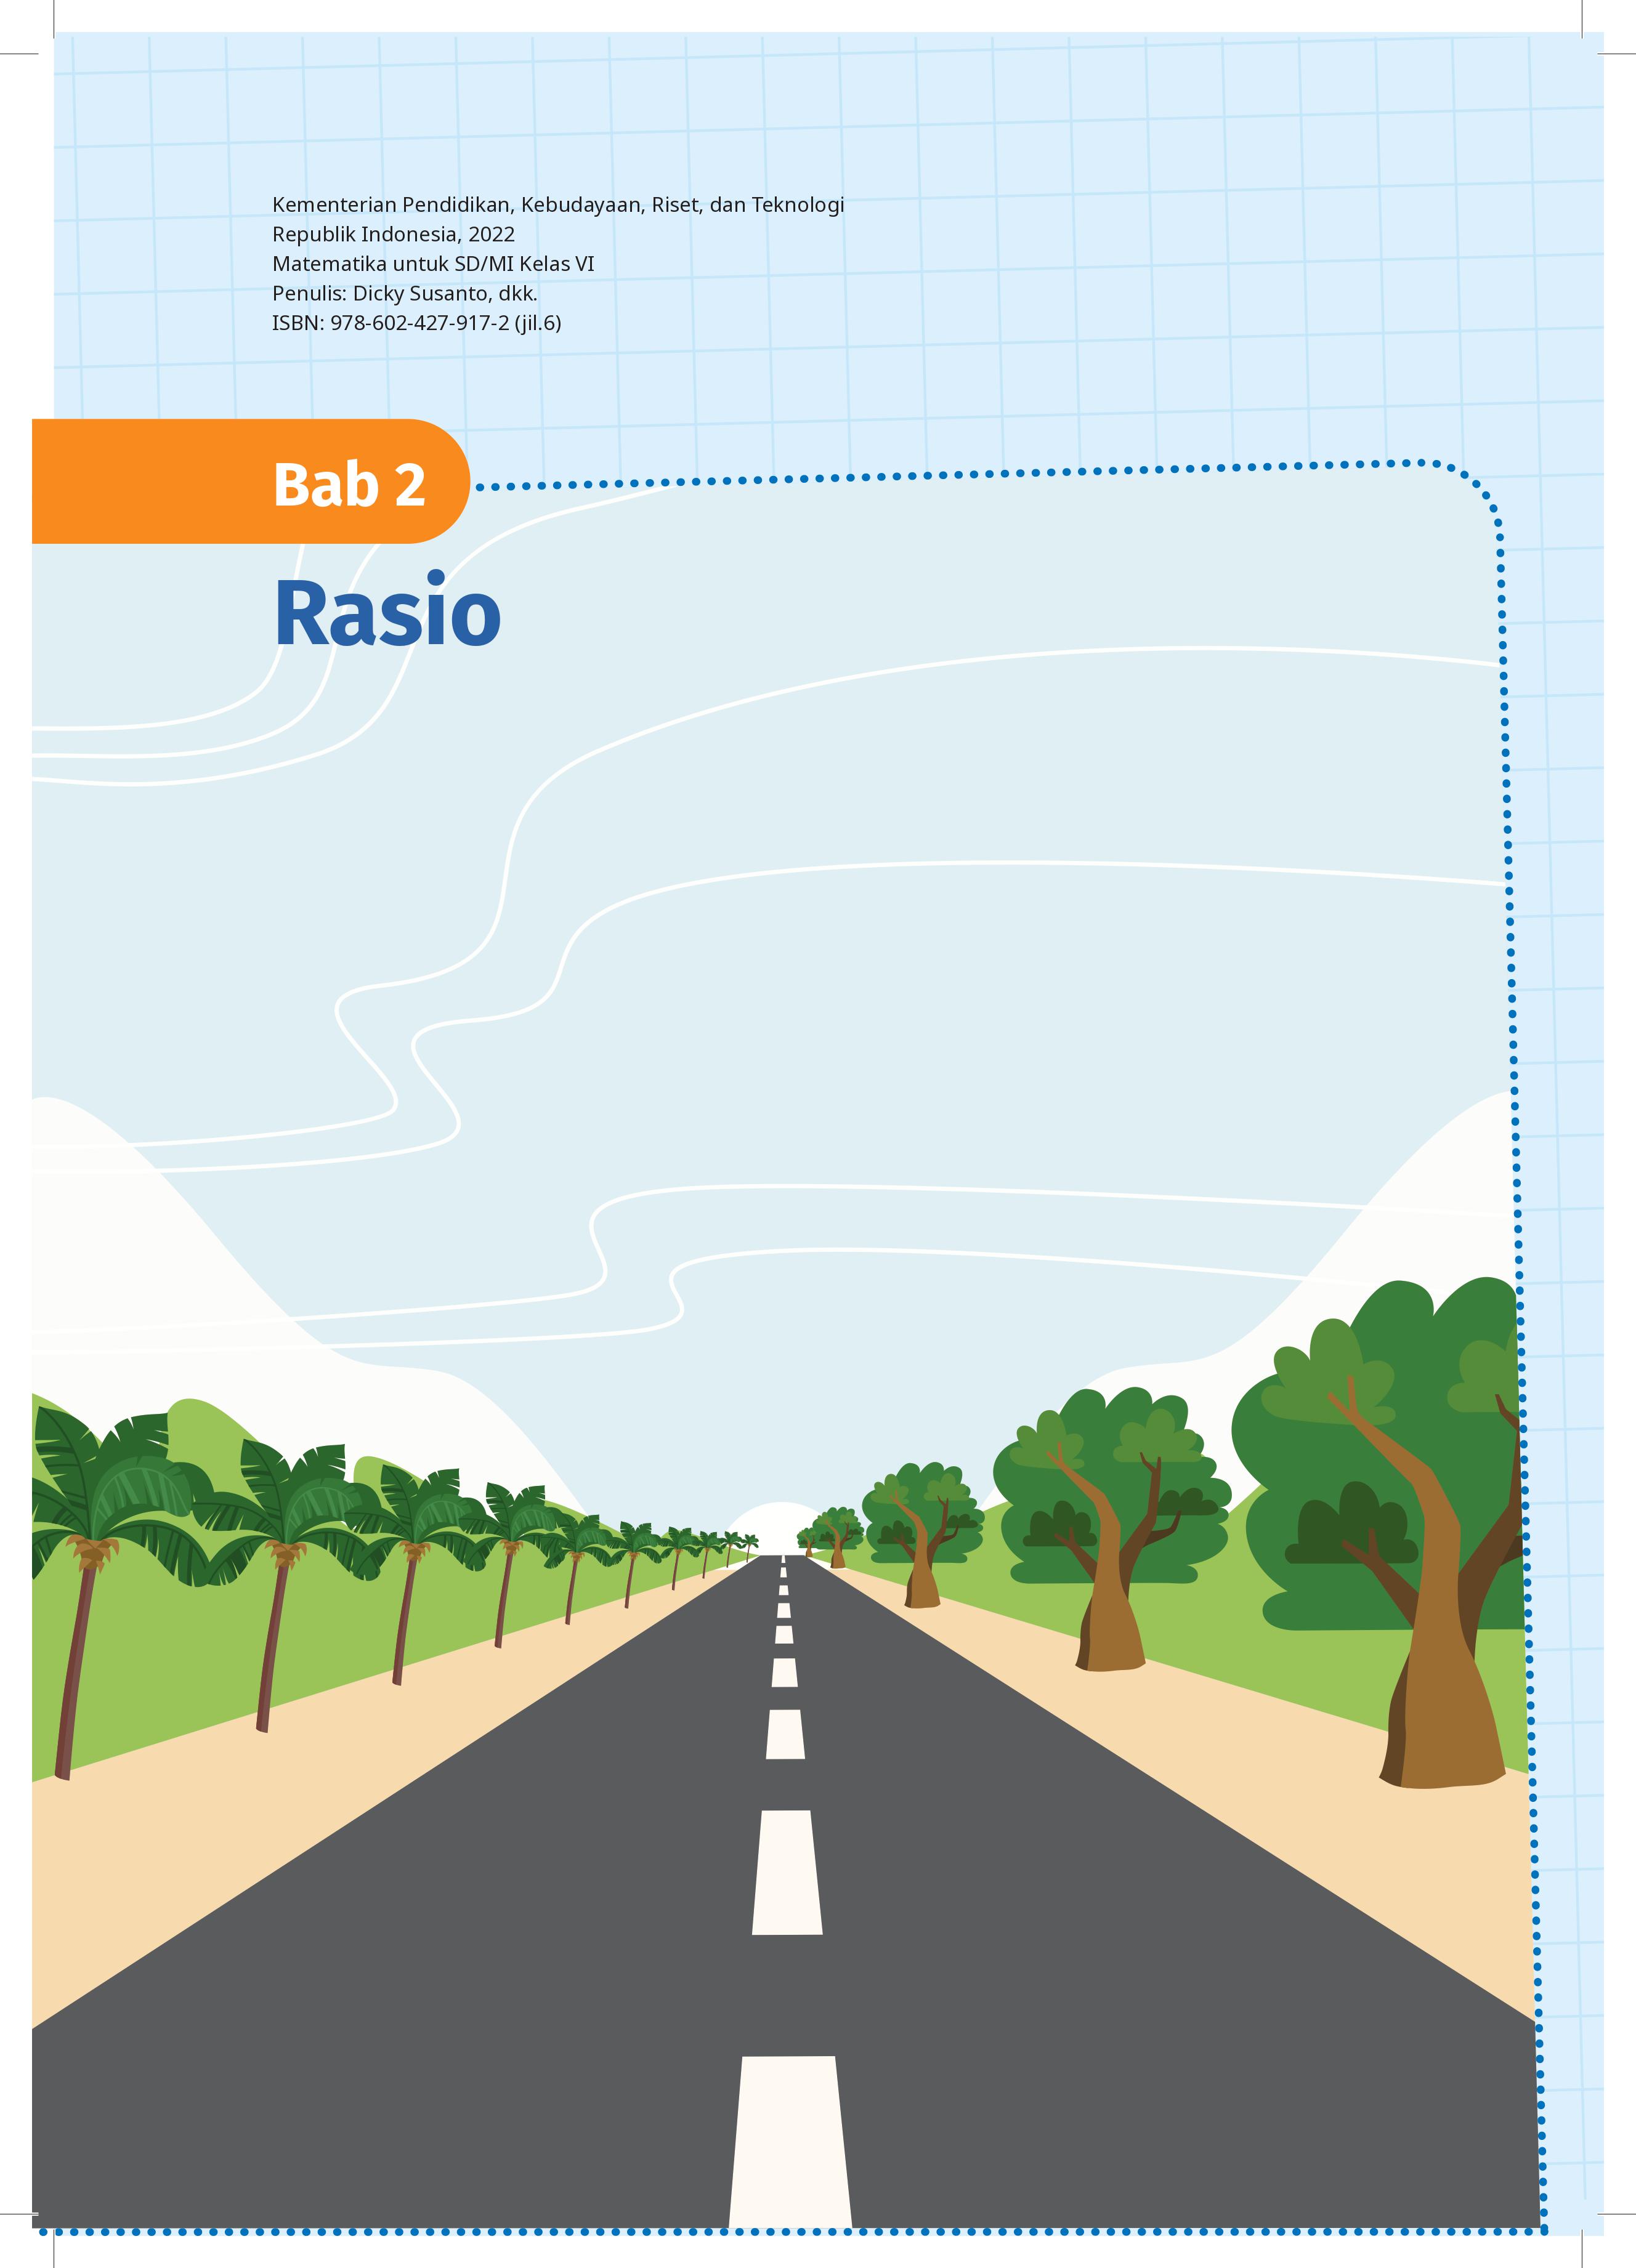 Kementerian Pendidikan, Kebudayaan, Riset, dan Teknologi
Republik Indonesia, 2022
Matematika untuk SD/MI Kelas VI
Penulis: Dicky Susanto, dkk.
ISBN: 978-602-427-917-2 (jil.6)
Bab 2
Rasio